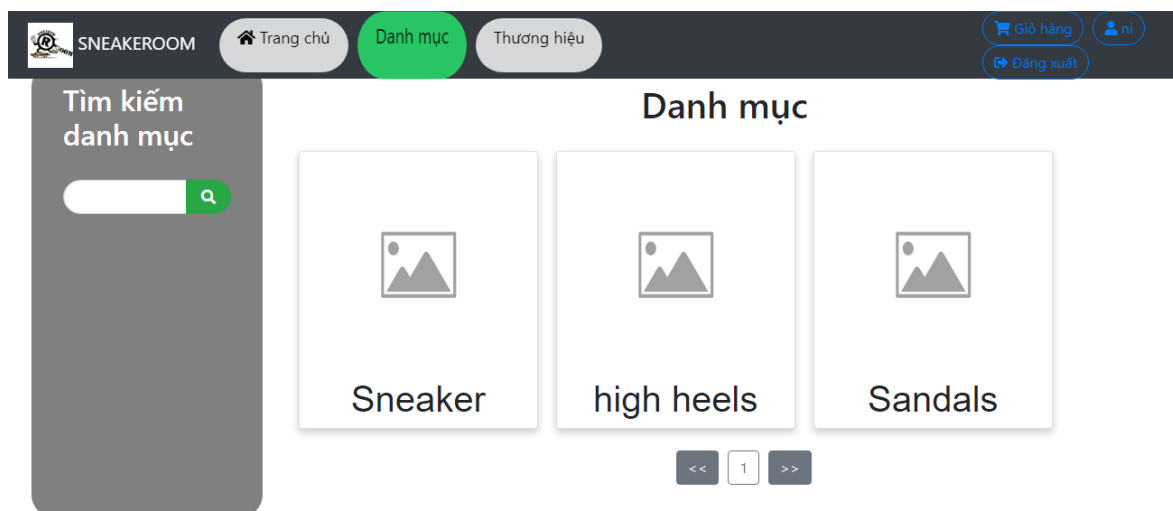 SNEAKEROOM
Trang chủ
Danh mục
Thương hiệu
Giỏ hàng
ni
Đăng xuất
Tìm kiếm
danh mục
Danh mục
Sneaker
high heels
Sandals
<<
1
>>